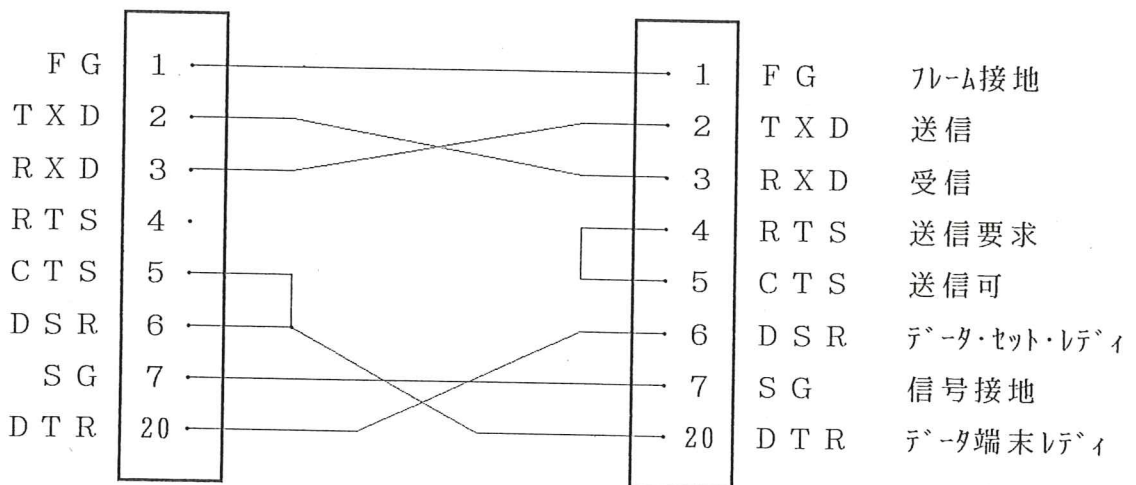 FG 1 1 FG フレーム接地
TXD 2 2 TXD 送信
RXD 3 3 RXD 受信
RTS 4 4 RTS 送信要求
CTS 5 5 CTS 送信可
DSR 6 6 DSR データ・セット・レディ
SG 7 7 SG 信号接地
DTR 20 20 DTR データ端末レディ